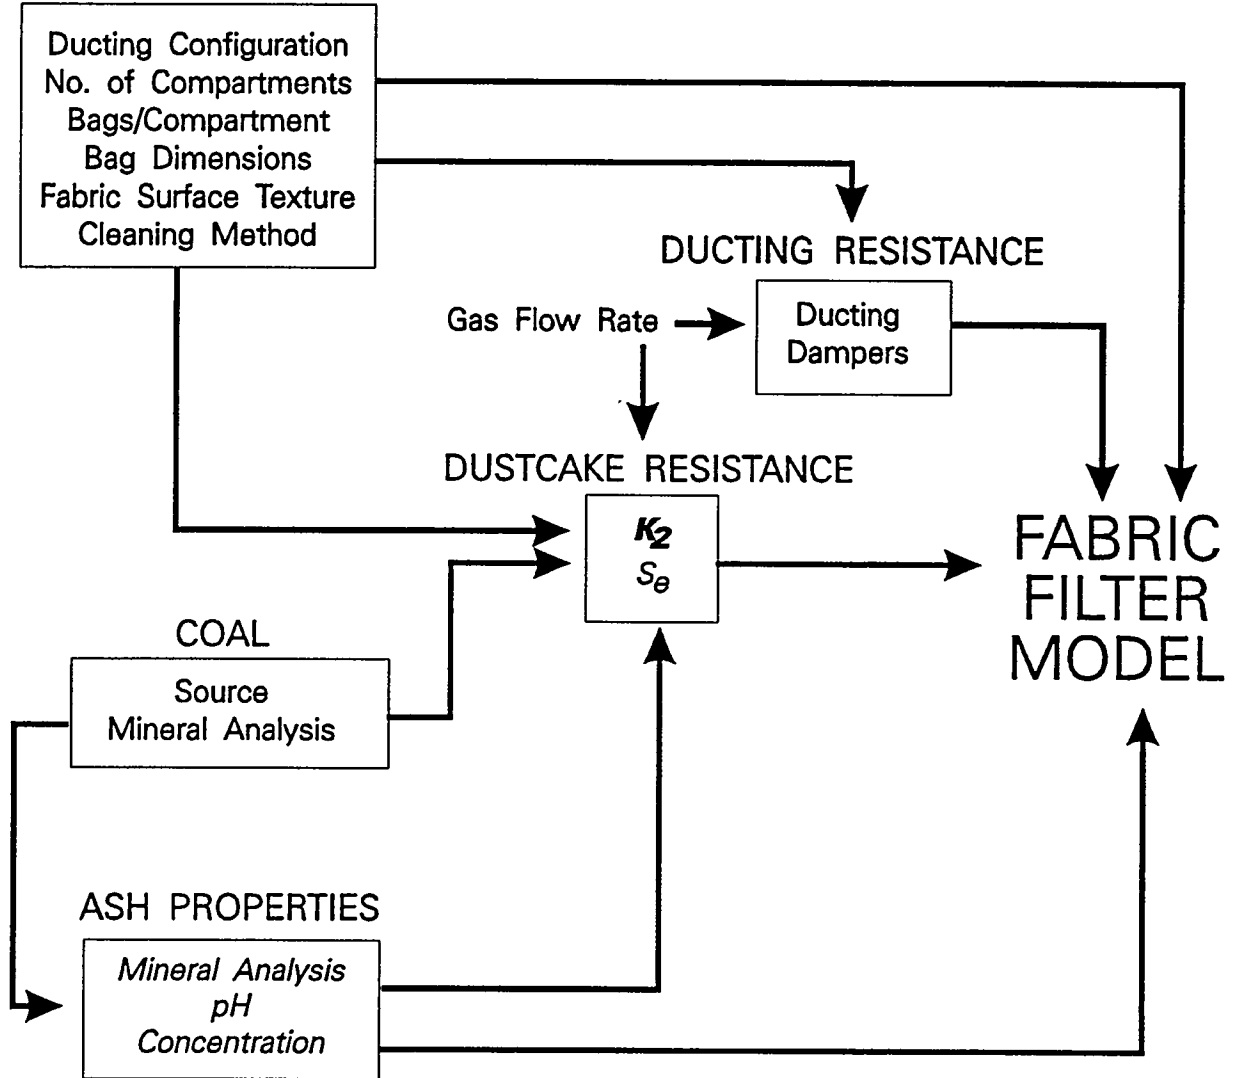 Ducting Configuration
No. of Compartments
Bags/Compartment
Bag Dimensions
Fabric Surface Texture
Cleaning Method
DUCTING RESISTANCE
Gas Flow Rate
Ducting
Dampers
DUSTCAKE RESISTANCE
K2
Se
FABRIC
FILTER
MODEL
COAL
Source
Mineral Analysis
ASH PROPERTIES
Mineral Analysis
pH
Concentration